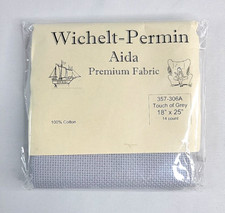 Wichelt-Permin
Aida
Premium Fabric
357-306A
Touch of Grey
18" x 25"
14 count
100% Cotton